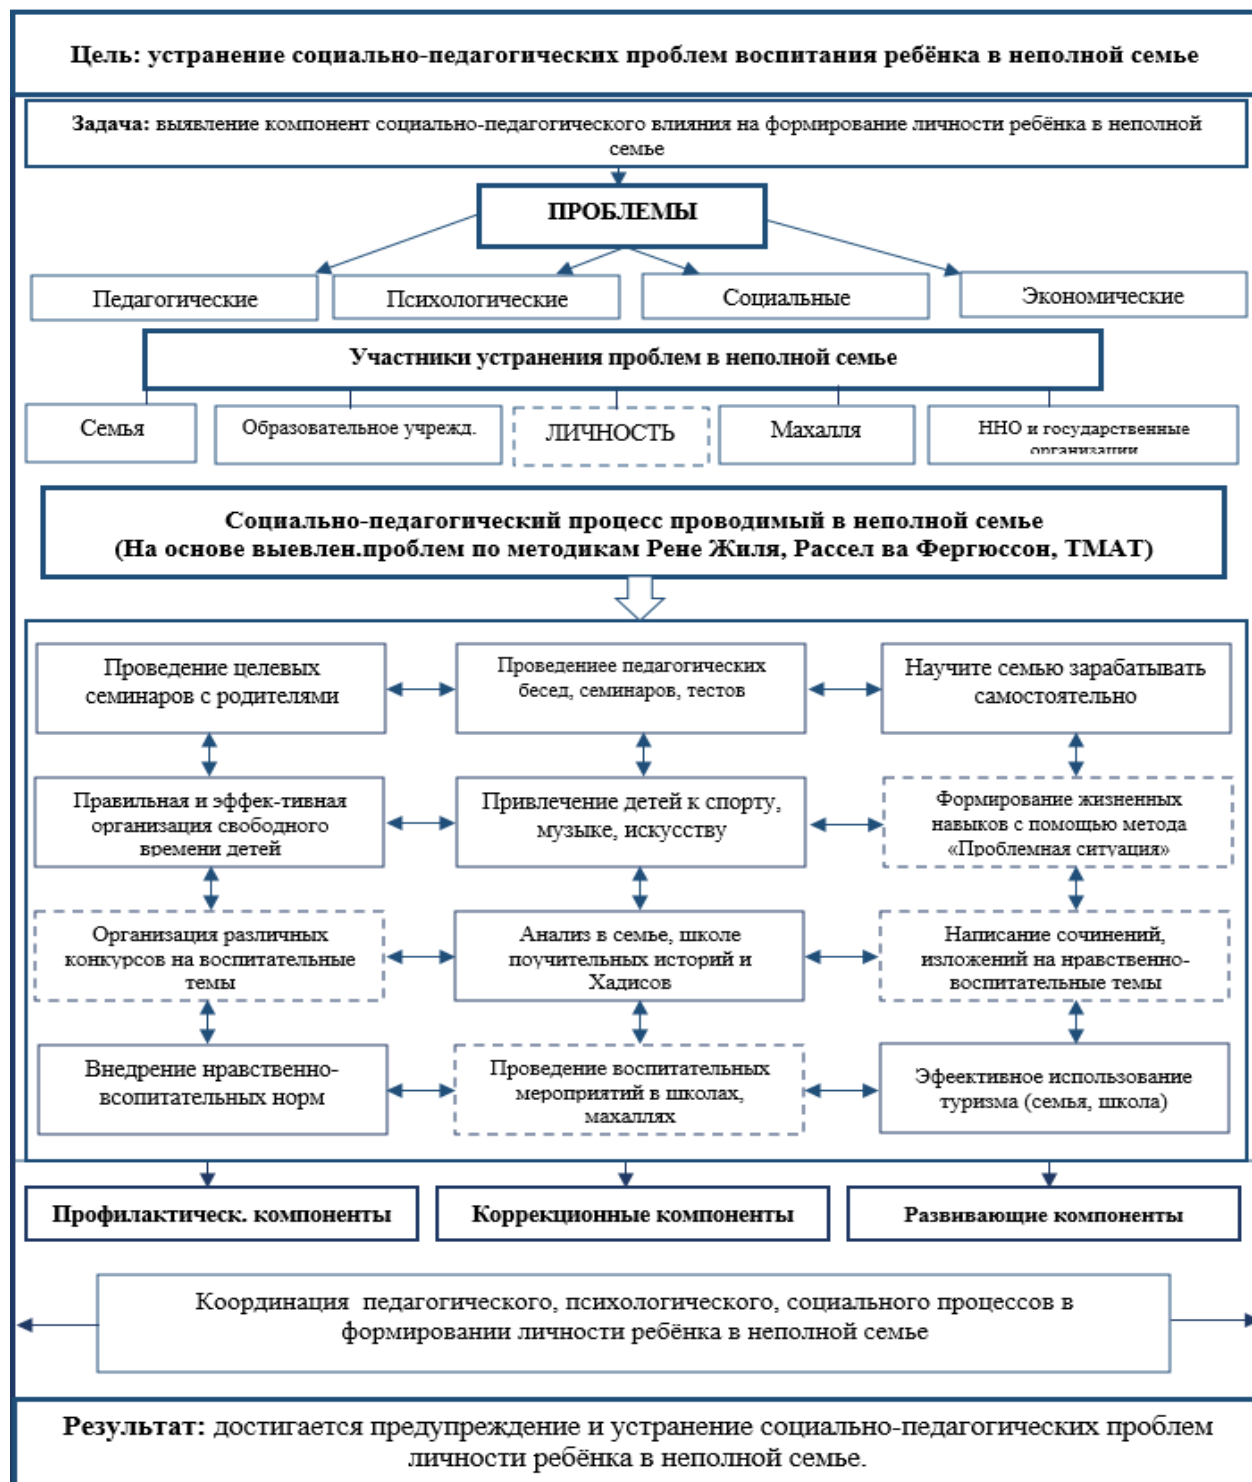 Цель: устранение социально-педагогических проблем воспитания ребёнка в неполной семье
Задача: выявление компонент социально-педагогического влияния на формирование личности ребёнка в неполной
семье
ПРОБЛЕМЫ
Педагогические
Психологические
Социальные
Экономические
Участники устранения проблем в неполной семье
Семья
Образовательное учрежд.
ЛИЧНОСТЬ
Махалля
ННО и государственные
организации
Социально-педагогический процесс проводимый в неполной семье
(На основе выевлен.проблем по методикам Рене Жиля, Рассел ва Фергюссон, ТМАТ)
Проведение целевых
семинаров с родителями
Проведениее педагогических
бесед, семинаров, тестов
Научите семью зарабатывать
самостоятельно
Правильная и эффек-тивная
организация свободного
времени детей
Привлечение детей к спорту,
музыке, искусству
Формирование жизненных
навыков с помощью метода
«Проблемная ситуация»
Организация различных
конкурсов на воспитательные
темы
Анализ в семье, школе
поучительных историй и
Хадисов
Написание сочинений,
изложений на нравственно-
воспитательные темы
Внедрение нравственно-
всопитательных норм
Проведение воспитательных
мероприятий в школах,
махаллях
Эфеективное использование
туризма (семья, школа)
Профилактическ. компоненты
Коррекционные компоненты
Развивающие компоненты
Координация педагогического, психологического, социального процессов в
формировании личности ребёнка в неполной семье
Результат: достигается предупреждение и устранение социально-педагогических проблем
личности ребёнка в неполной семье.